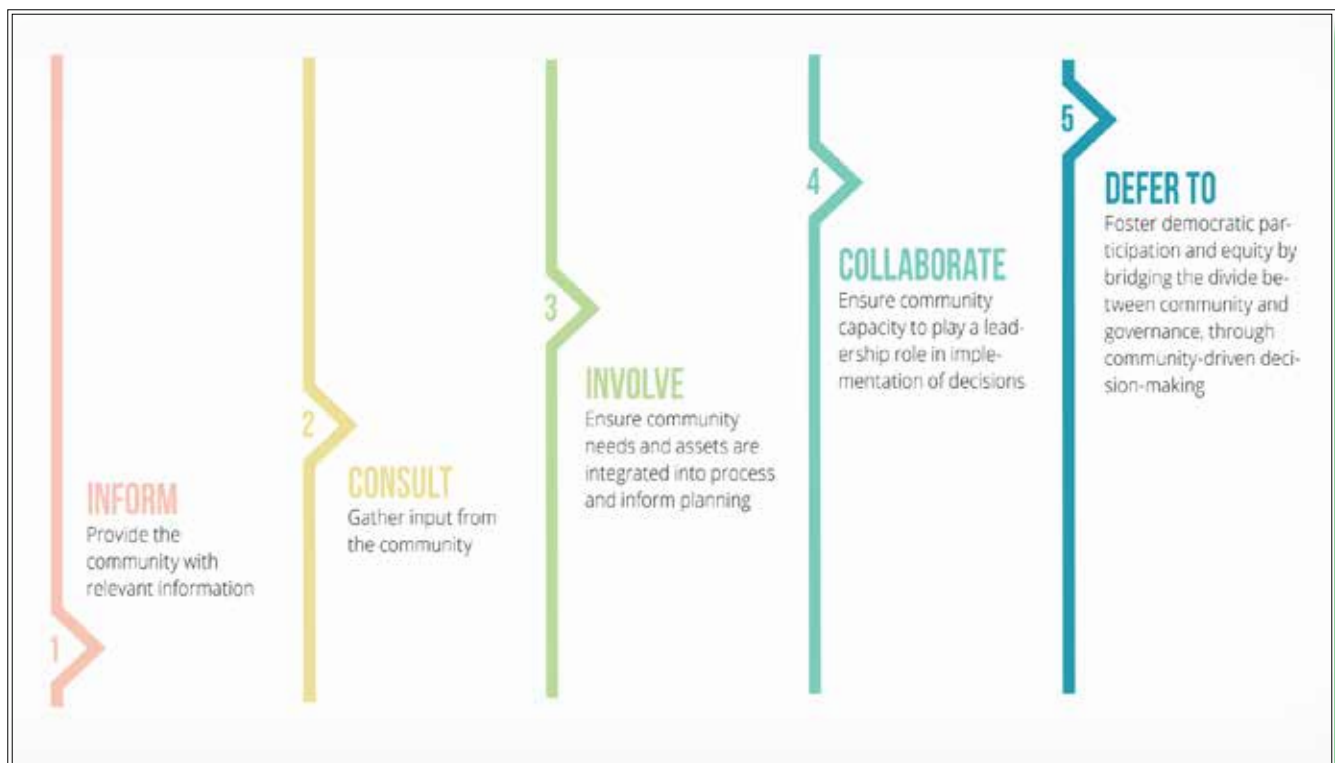 1
INFORM
Provide the
community with
relevant information
2
CONSULT
Gather input from
the community
3
INVOLVE
Ensure community
needs and assets are
integrated into process
and inform planning
4
COLLABORATE
Ensure community
capacity to play a lead-
ership role in imple-
mentation of decisions
5
DEFER TO
Foster democratic par-
ticipation and equity by
bridging the divide be-
tween community and
governance, through
community-driven deci-
sion-making